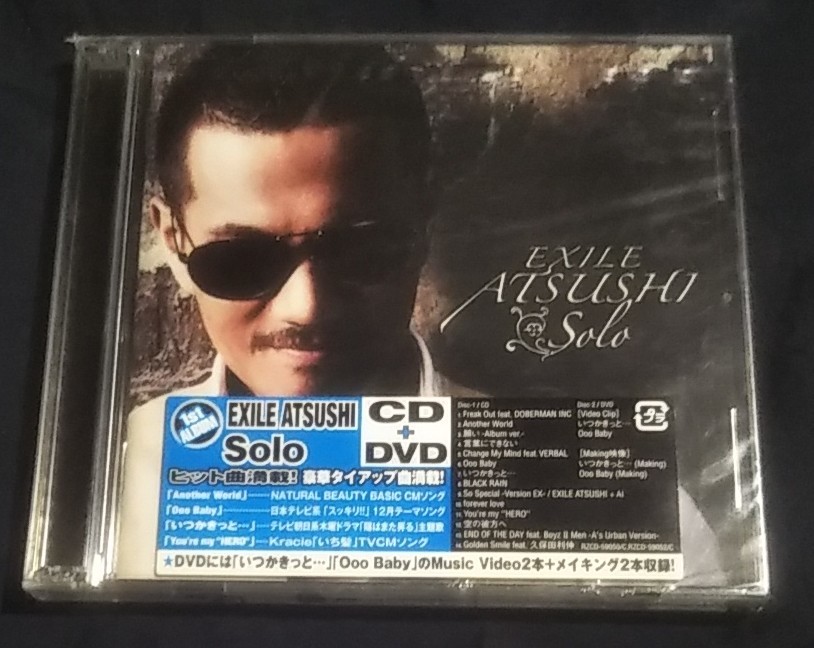 EXILE
ATSUSHI
Solo
1st
ALBUM
EXILE ATSUSHI
Solo
CD
+
DVD
ヒット曲満載! 豪華タイアップ曲満載!
「Another World」 NATURAL BEAUTY BASIC CMソング
「Ooo Baby」 日本テレビ系「スッキリ!!」12月テーマソング
「いつかきっと…」 テレビ朝日系木曜ドラマ「陽はまた昇る」主題歌
「You're my "HERO"」 Kracie「いち髪」TVCMソング
★DVDには「いつかきっと…」「Ooo Baby」のMusic Video2本+メイキング2本収録!
Disc-1 / CD
1. Freak Out feat. DOBERMAN INC
2. Another World
3. 願い -Album ver.-
4. 言葉にできない
5. Change My Mind feat. VERBAL
6. Ooo Baby
7. いつかきっと…
8. BLACK RAIN
9. So Special -Version EX- / EXILE ATSUSHI + AI
10. forever love
11. You're my "HERO"
12. 空の彼方へ
13. END OF THE DAY feat. Boyz II Men -A's Urban Version-
14. Golden Smile feat. 久保田利伸
Disc-2 / DVD
[Video Clip]
いつかきっと…
Ooo Baby
[Making映像]
いつかきっと… (Making)
Ooo Baby (Making)
プラ